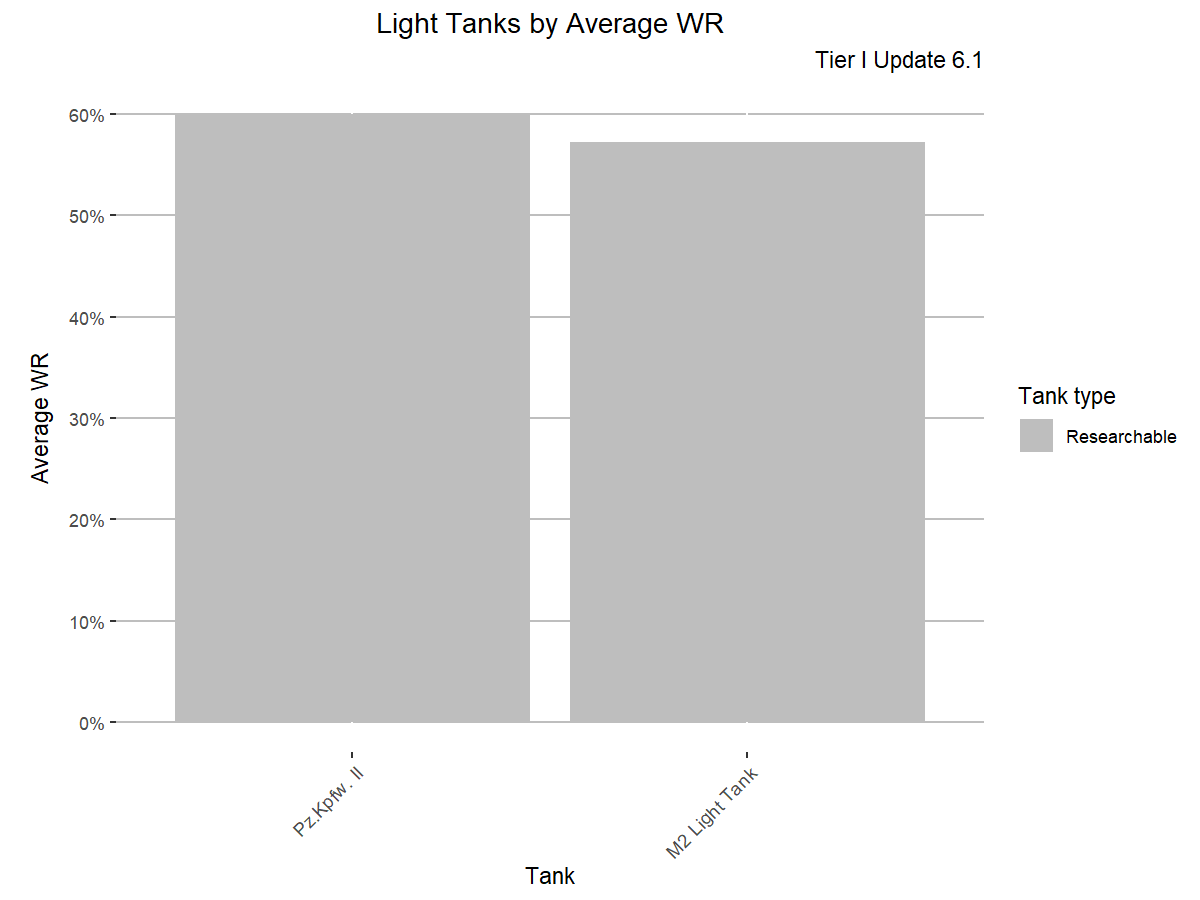 Light Tanks by Average WR
Tier I Update 6.1
60%
50%
40%
30%
20%
10%
0%
Average WR
Pz.Kpfw. II
M2 Light Tank
Tank
Tank type
Researchable